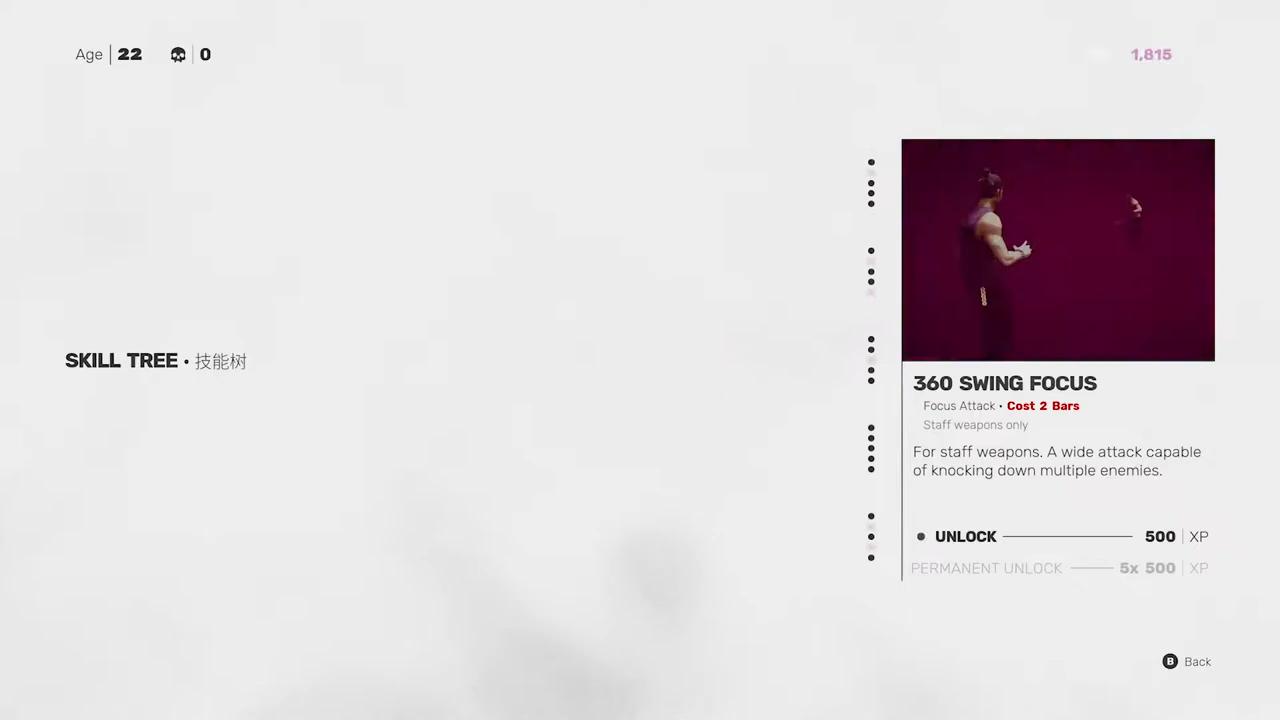 Age 22 0
1,815
SKILL TREE • 技能树
360 SWING FOCUS
Focus Attack • Cost 2 Bars
Staff weapons only
For staff weapons. A wide attack capable
of knocking down multiple enemies.
UNLOCK 500 XP
PERMANENT UNLOCK 5x 500 XP
B Back